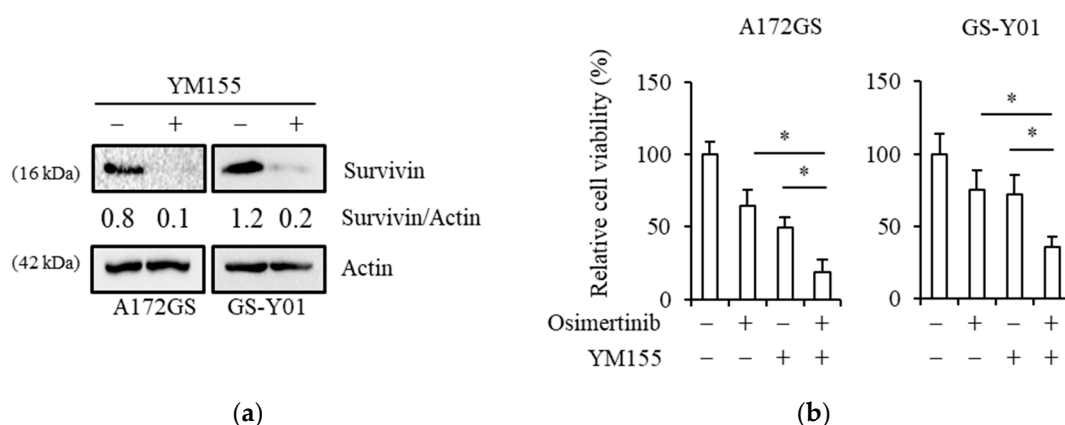 YM155
– + – +
(16 kDa) Survivin
0.8 0.1 1.2 0.2 Survivin/Actin
(42 kDa) Actin
A172GS GS-Y01
(a)
A172GS GS-Y01
Relative cell viability (%)
150 150
* *
100 * 100 *
50 50
0 0
Osimertinib – + – + – + – +
YM155 – – + + – – + +
(b)